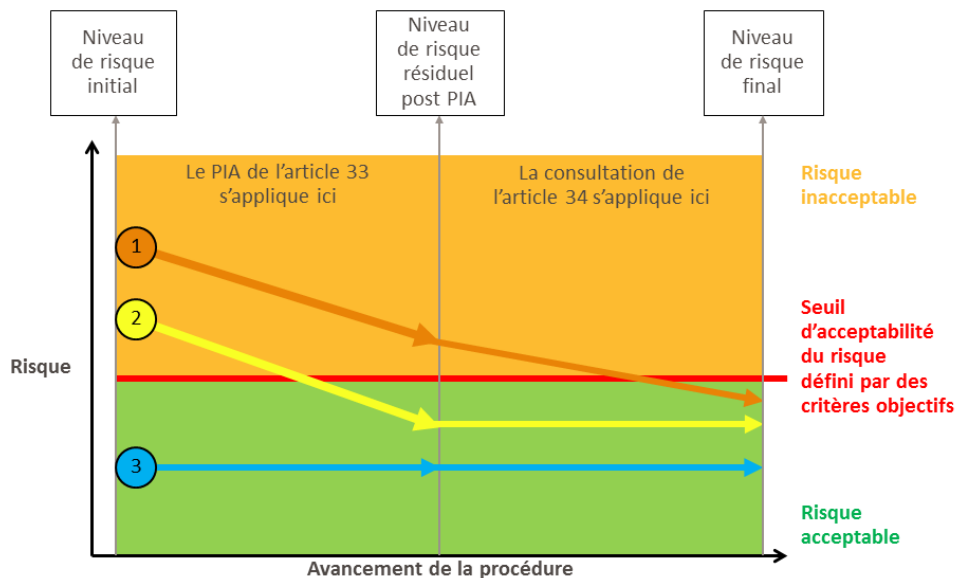 Niveau
de risque
initial
Niveau
de risque
résiduel
post PIA
Niveau
de risque
final
Le PIA de l'article 33
s'applique ici
La consultation de
l'article 34 s'applique ici
Risque
inacceptable
1
2
3
Risque
Seuil
d'acceptabilité
du risque
défini par des
critères objectifs
Risque
acceptable
Avancement de la procédure